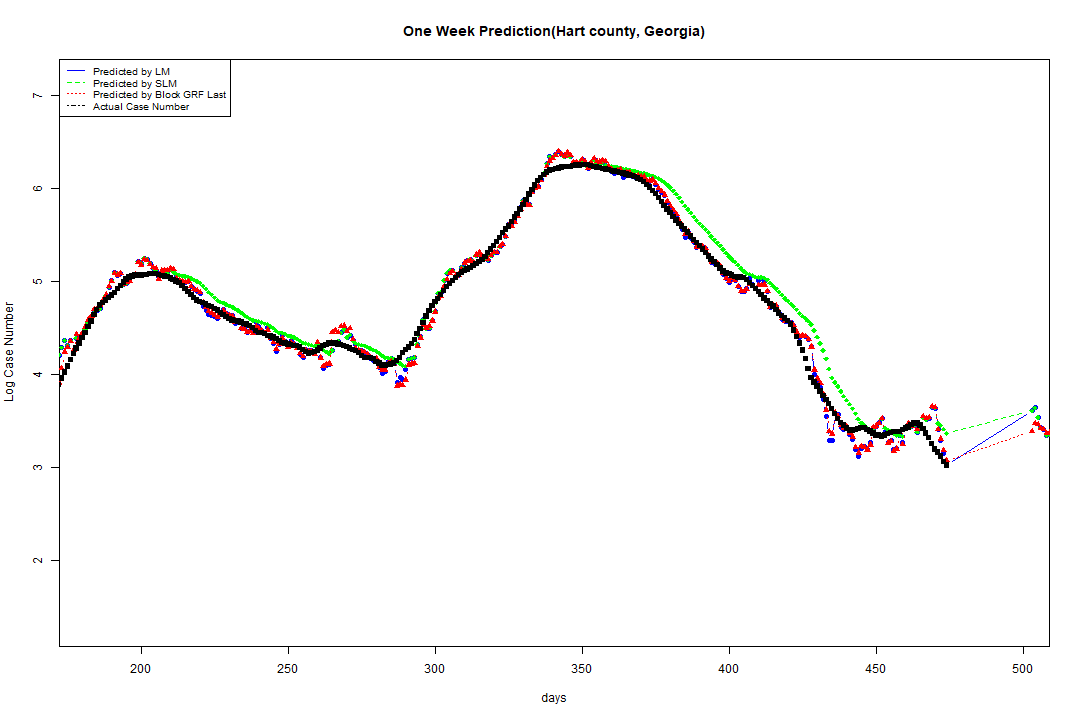 One Week Prediction(Hart county, Georgia)
Predicted by LM
Predicted by SLM
Predicted by Block GRF Last
Actual Case Number
7
6
5
4
3
2
Log Case Number
200 250 300 350 400 450 500
days